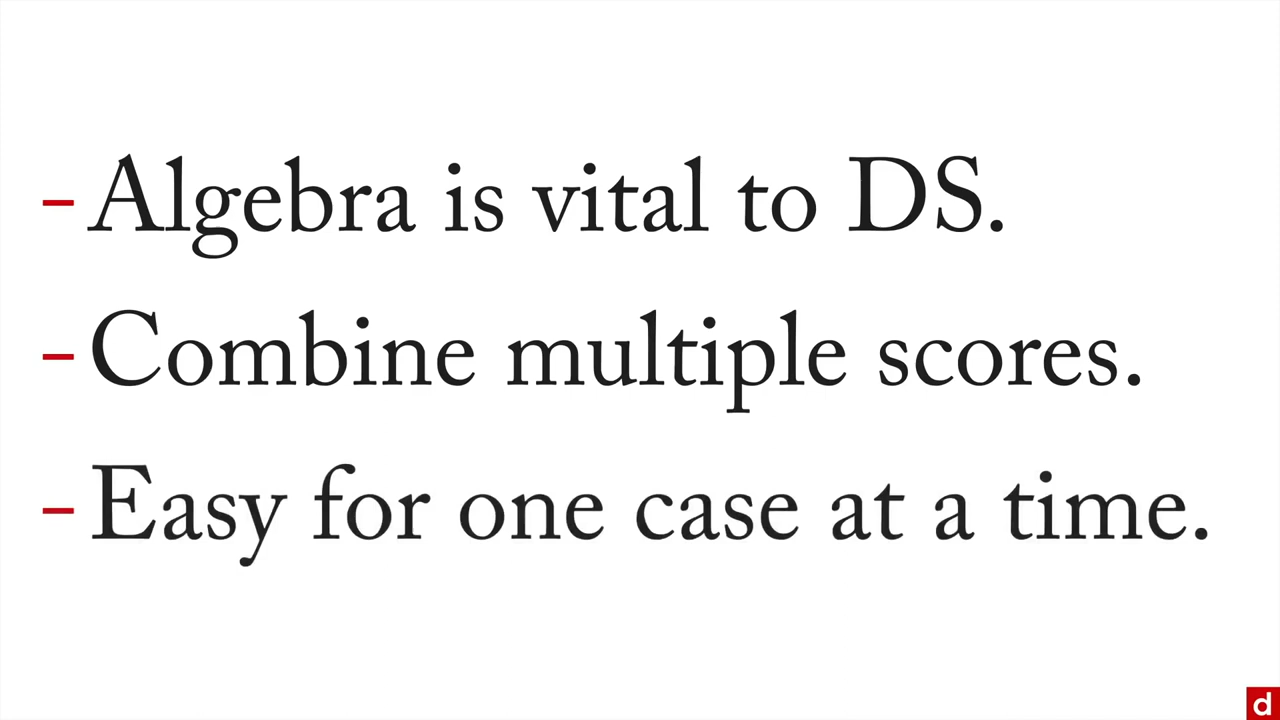 – Algebra is vital to DS.
– Combine multiple scores.
– Easy for one case at a time.
d